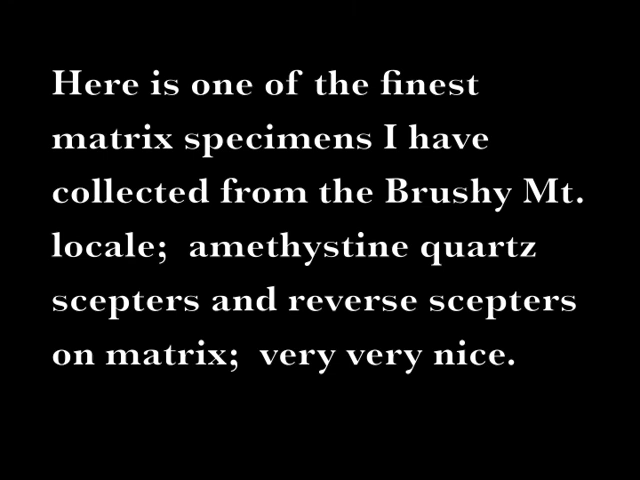 Here is one of the finest
matrix specimens I have
collected from the Brushy Mt.
locale;  amethystine quartz
scepters and reverse scepters
on matrix;  very very nice.